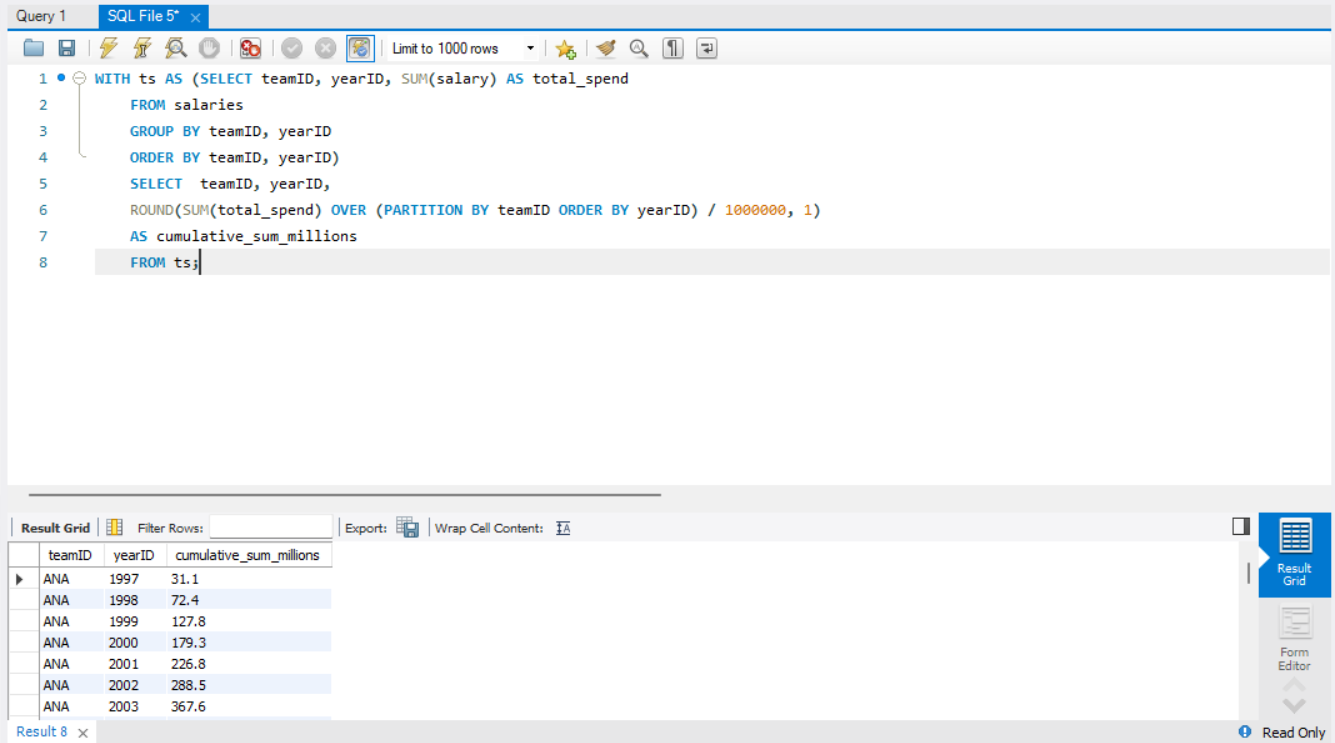 Query 1 SQL File 5*
Limit to 1000 rows
1 WITH ts AS (SELECT teamID, yearID, SUM(salary) AS total_spend
2 FROM salaries
3 GROUP BY teamID, yearID
4 ORDER BY teamID, yearID)
5 SELECT  teamID, yearID,
6 ROUND(SUM(total_spend) OVER (PARTITION BY teamID ORDER BY yearID) / 1000000, 1)
7 AS cumulative_sum_millions
8 FROM ts;
Result Grid Filter Rows: Export: Wrap Cell Content: IA
teamID yearID cumulative_sum_millions
ANA 1997 31.1
ANA 1998 72.4
ANA 1999 127.8
ANA 2000 179.3
ANA 2001 226.8
ANA 2002 288.5
ANA 2003 367.6
Result
Grid
Form
Editor
Result 8 Read Only